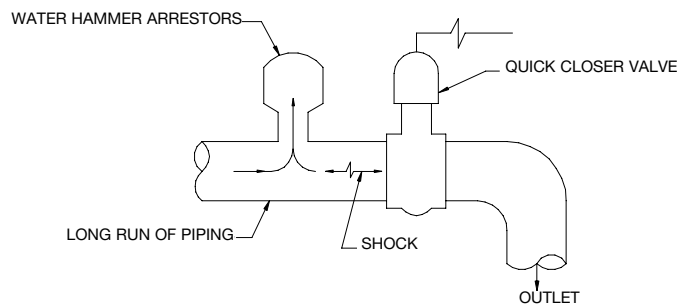 WATER HAMMER ARRESTORS
QUICK CLOSER VALVE
LONG RUN OF PIPING
SHOCK
OUTLET